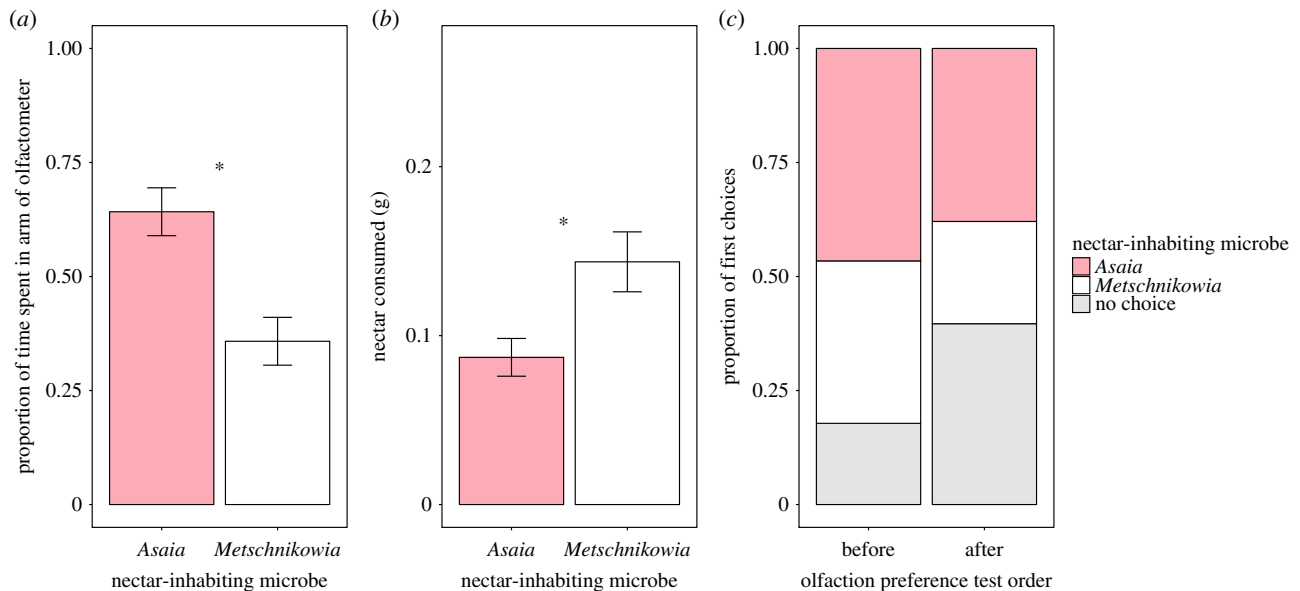 (a)
proportion of time spent in arm of olfactometer
1.00
0.75
0.50
0.25
0
*
Asaia Metschnikowia
nectar-inhabiting microbe
(b)
nectar consumed (g)
0.2
0.1
0
*
Asaia Metschnikowia
nectar-inhabiting microbe
(c)
proportion of first choices
1.00
0.75
0.50
0.25
0
before after
olfaction preference test order
nectar-inhabiting microbe
Asaia
Metschnikowia
no choice